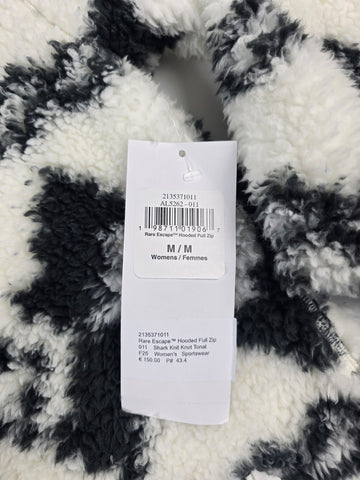 2135371011
AL5262 - 011
1 98711 01906 7
Rare Escape™ Hooded Full Zip
M / M
Womens / Femmes
2135371011
Rare Escape™ Hooded Full Zip
011 Shark Knit Knot Tonal
F25 Women's Sportswear
€ 150.00 P# 43.4